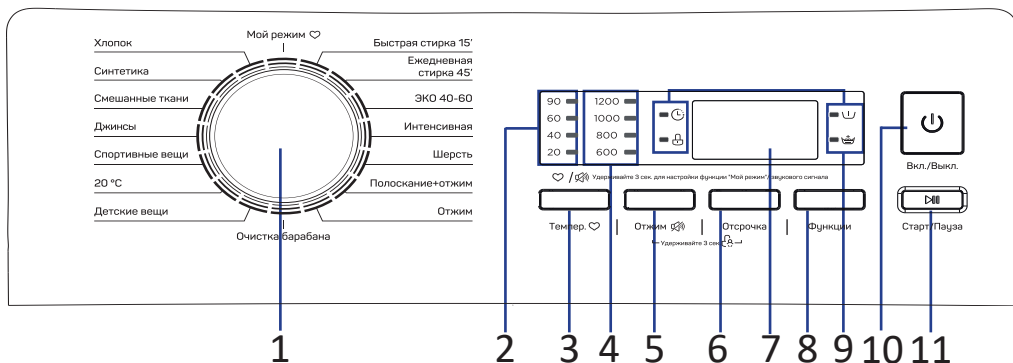 Мой режим
Хлопок
Синтетика
Смешанные ткани
Джинсы
Спортивные вещи
20 °C
Детские вещи
Очистка барабана
Быстрая стирка 15'
Ежедневная
стирка 45'
ЭКО 40-60
Интенсивная
Шерсть
Полоскание+отжим
Отжим
90
60
40
20
1200
1000
800
600
/ Удерживайте 3 сек. для настройки функции "Мой режим"/звукового сигнала
Темпер.
Отжим
Отсрочка
Функции
Удерживайте 3 сек.
Вкл./Выкл.
Старт/Пауза
1 2 3 4 5 6 7 8 9 10 11